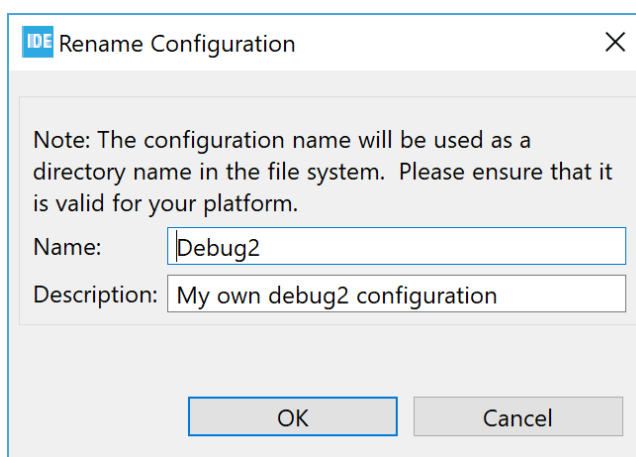 IDE Rename Configuration
Note: The configuration name will be used as a
directory name in the file system.  Please ensure that it
is valid for your platform.
Name: Debug2
Description: My own debug2 configuration
OK Cancel